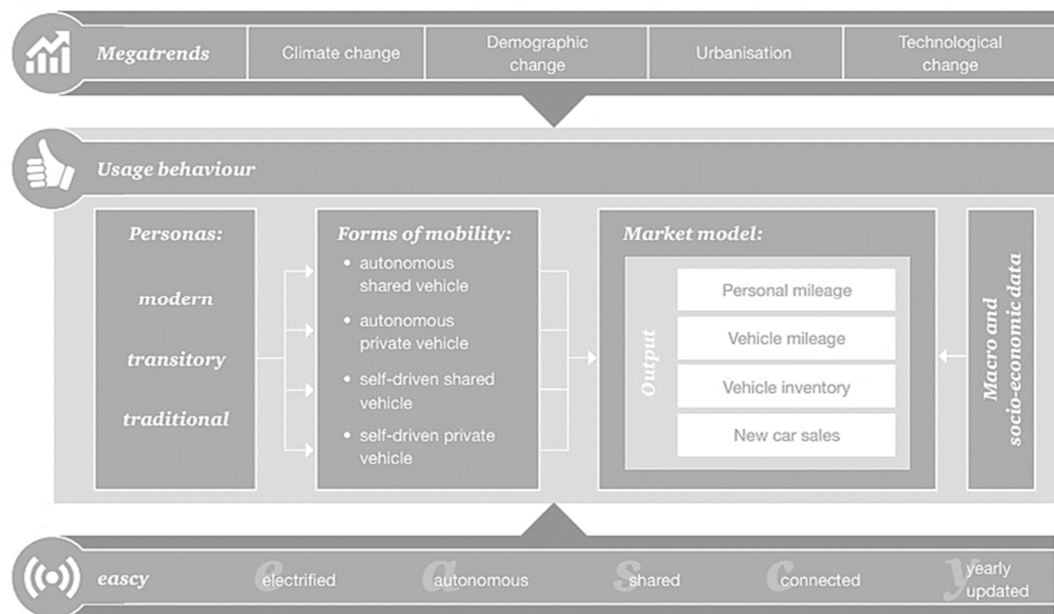 Megatrends
Climate change
Demographic
change
Urbanisation
Technological
change
Usage behaviour
Personas:
modern
transitory
traditional
Forms of mobility:
• autonomous
shared vehicle
• autonomous
private vehicle
• self-driven shared
vehicle
• self-driven private
vehicle
Market model:
Output
Personal mileage
Vehicle mileage
Vehicle inventory
New car sales
Macro and
socio-economic data
eascy
e electrified
a autonomous
s shared
c connected
y yearly
updated